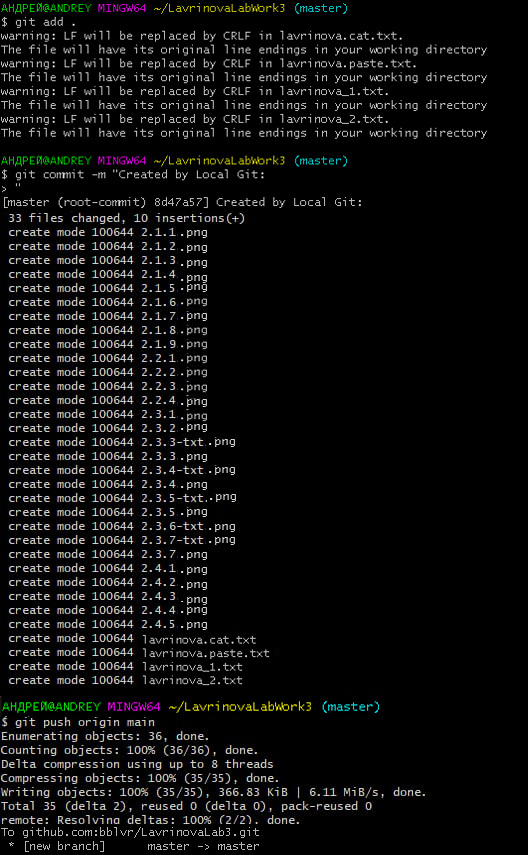 АНДРЕЙ@ANDREY MINGW64 ~/LavrinovaLabWork3 (master)
$ git add .
warning: LF will be replaced by CRLF in lavrinova.cat.txt.
The file will have its original line endings in your working directory
warning: LF will be replaced by CRLF in lavrinova.paste.txt.
The file will have its original line endings in your working directory
warning: LF will be replaced by CRLF in lavrinova_1.txt.
The file will have its original line endings in your working directory
warning: LF will be replaced by CRLF in lavrinova_2.txt.
The file will have its original line endings in your working directory
АНДРЕЙ@ANDREY MINGW64 ~/LavrinovaLabWork3 (master)
$ git commit -m "Created by Local Git:
> "
[master (root-commit) 8d47a57] Created by Local Git:
33 files changed, 10 insertions(+)
create mode 100644 2.1.1.png
create mode 100644 2.1.2.png
create mode 100644 2.1.3.png
create mode 100644 2.1.4.png
create mode 100644 2.1.5.png
create mode 100644 2.1.6.png
create mode 100644 2.1.7.png
create mode 100644 2.1.8.png
create mode 100644 2.1.9.png
create mode 100644 2.2.1.png
create mode 100644 2.2.2.png
create mode 100644 2.2.3.png
create mode 100644 2.2.4.png
create mode 100644 2.3.1.png
create mode 100644 2.3.2.png
create mode 100644 2.3.3-txt.png
create mode 100644 2.3.3.png
create mode 100644 2.3.4-txt.png
create mode 100644 2.3.4.png
create mode 100644 2.3.5-txt..png
create mode 100644 2.3.5.png
create mode 100644 2.3.6-txt.png
create mode 100644 2.3.7-txt.png
create mode 100644 2.3.7.png
create mode 100644 2.4.1.png
create mode 100644 2.4.2.png
create mode 100644 2.4.3.png
create mode 100644 2.4.4.png
create mode 100644 2.4.5.png
create mode 100644 lavrinova.cat.txt
create mode 100644 lavrinova.paste.txt
create mode 100644 lavrinova_1.txt
create mode 100644 lavrinova_2.txt
АНДРЕЙ@ANDREY MINGW64 ~/LavrinovaLabWork3 (master)
$ git push origin main
Enumerating objects: 36, done.
Counting objects: 100% (36/36), done.
Delta compression using up to 8 threads
Compressing objects: 100% (35/35), done.
Writing objects: 100% (35/35), 366.83 KiB | 6.11 MiB/s, done.
Total 35 (delta 2), reused 0 (delta 0), pack-reused 0
remote: Resolving deltas: 100% (2/2), done.
To github.com:bblvr/LavrinovaLab3.git
* [new branch] master -> master